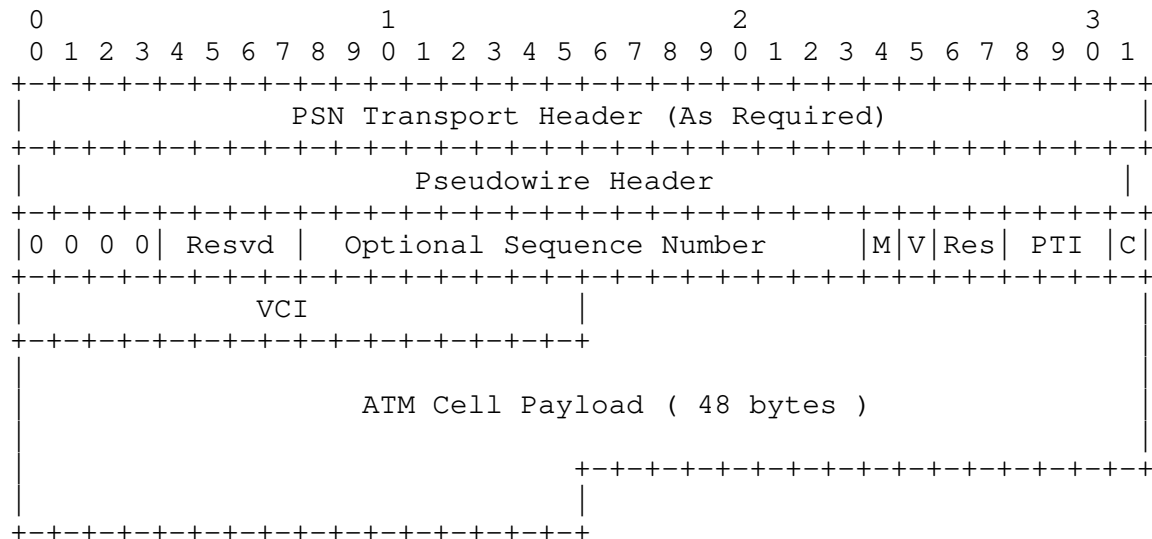 0                   1                   2                   3
 0 1 2 3 4 5 6 7 8 9 0 1 2 3 4 5 6 7 8 9 0 1 2 3 4 5 6 7 8 9 0 1
+-+-+-+-+-+-+-+-+-+-+-+-+-+-+-+-+-+-+-+-+-+-+-+-+-+-+-+-+-+-+-+-+
|               PSN Transport Header (As Required)              |
+-+-+-+-+-+-+-+-+-+-+-+-+-+-+-+-+-+-+-+-+-+-+-+-+-+-+-+-+-+-+-+-+
|                      Pseudowire Header                       |
+-+-+-+-+-+-+-+-+-+-+-+-+-+-+-+-+-+-+-+-+-+-+-+-+-+-+-+-+-+-+-+-+
|0 0 0 0| Resvd |  Optional Sequence Number     |M|V|Res| PTI |C|
+-+-+-+-+-+-+-+-+-+-+-+-+-+-+-+-+-+-+-+-+-+-+-+-+-+-+-+-+-+-+-+-+
|             VCI               |                               |
+-+-+-+-+-+-+-+-+-+-+-+-+-+-+-+-+                               |
|                                                               |
|                   ATM Cell Payload ( 48 bytes )               |
|                                                               |
|                               +-+-+-+-+-+-+-+-+-+-+-+-+-+-+-+-+
|                               |
+-+-+-+-+-+-+-+-+-+-+-+-+-+-+-+-+